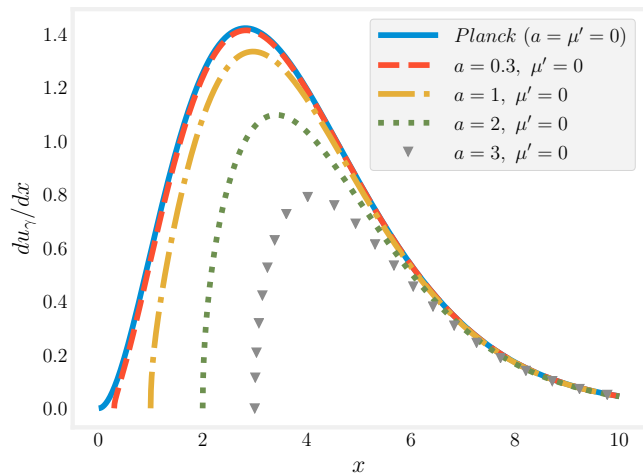 1.4
1.2
1.0
0.8
0.6
0.4
0.2
0.0
du_γ/dx
0
2
4
6
8
10
x
Planck (a = μ′ = 0)
a = 0.3, μ′ = 0
a = 1, μ′ = 0
a = 2, μ′ = 0
a = 3, μ′ = 0